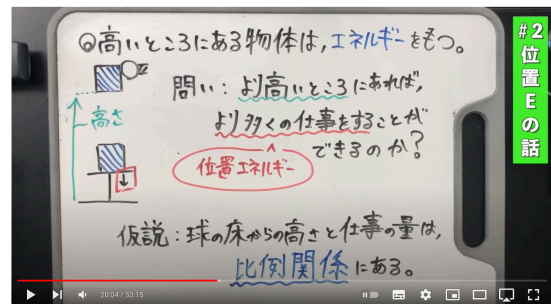 ◎高いところにある物体は,エネルギーをもつ。
問い:より高いところにあれば,
より多くの仕事をすることが
できるのか?
高さ
位置エネルギー
仮説:球の床からの高さと仕事の量は,
比例関係にある。
#2
位置Eの話
20:04 / 53:15